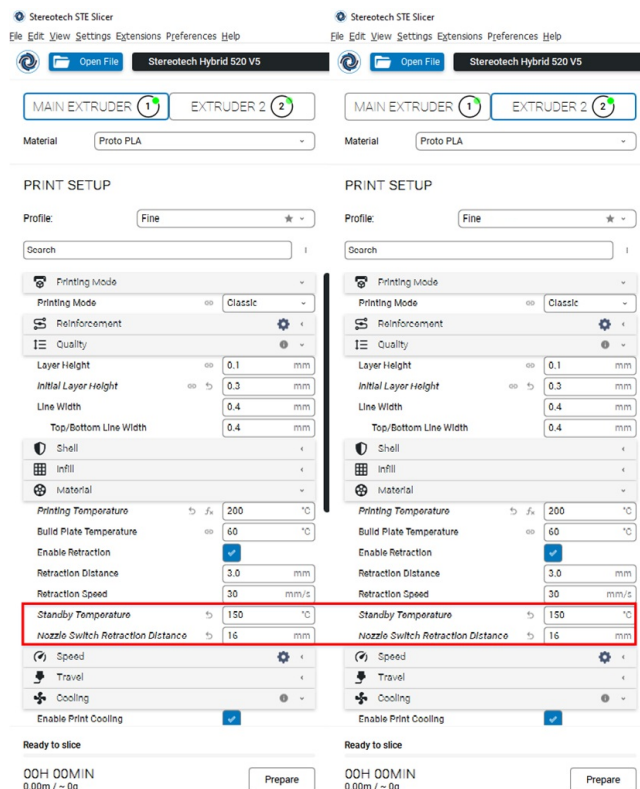 Stereotech STE Slicer
File Edit View Settings Extensions Preferences Help
Open File
Stereotech Hybrid 520 V5
MAIN EXTRUDER 1
EXTRUDER 2 2
Material
Proto PLA
PRINT SETUP
Profile:
Fine
Search
Printing Mode
Printing Mode
Classic
Reinforcement
Quality
Layer Height
0.1 mm
Initial Layer Height
0.3 mm
Line Width
0.4 mm
Top/Bottom Line Width
0.4 mm
Shell
Infill
Material
Printing Temperature
200 °C
Build Plate Temperature
60 °C
Enable Retraction
Retraction Distance
3.0 mm
Retraction Speed
30 mm/s
Standby Temperature
150 °C
Nozzle Switch Retraction Distance
16 mm
Speed
Travel
Cooling
Enable Print Cooling
Ready to slice
00H 00MIN
0.00m / ~ 0g
Prepare
Stereotech STE Slicer
File Edit View Settings Extensions Preferences Help
Open File
Stereotech Hybrid 520 V5
MAIN EXTRUDER 1
EXTRUDER 2 2
Material
Proto PLA
PRINT SETUP
Profile:
Fine
Search
Printing Mode
Printing Mode
Classic
Reinforcement
Quality
Layer Height
0.1 mm
Initial Layer Height
0.3 mm
Line Width
0.4 mm
Top/Bottom Line Width
0.4 mm
Shell
Infill
Material
Printing Temperature
200 °C
Build Plate Temperature
60 °C
Enable Retraction
Retraction Distance
3.0 mm
Retraction Speed
30 mm/s
Standby Temperature
150 °C
Nozzle Switch Retraction Distance
16 mm
Speed
Travel
Cooling
Enable Print Cooling
Ready to slice
00H 00MIN
0.00m / ~ 0g
Prepare